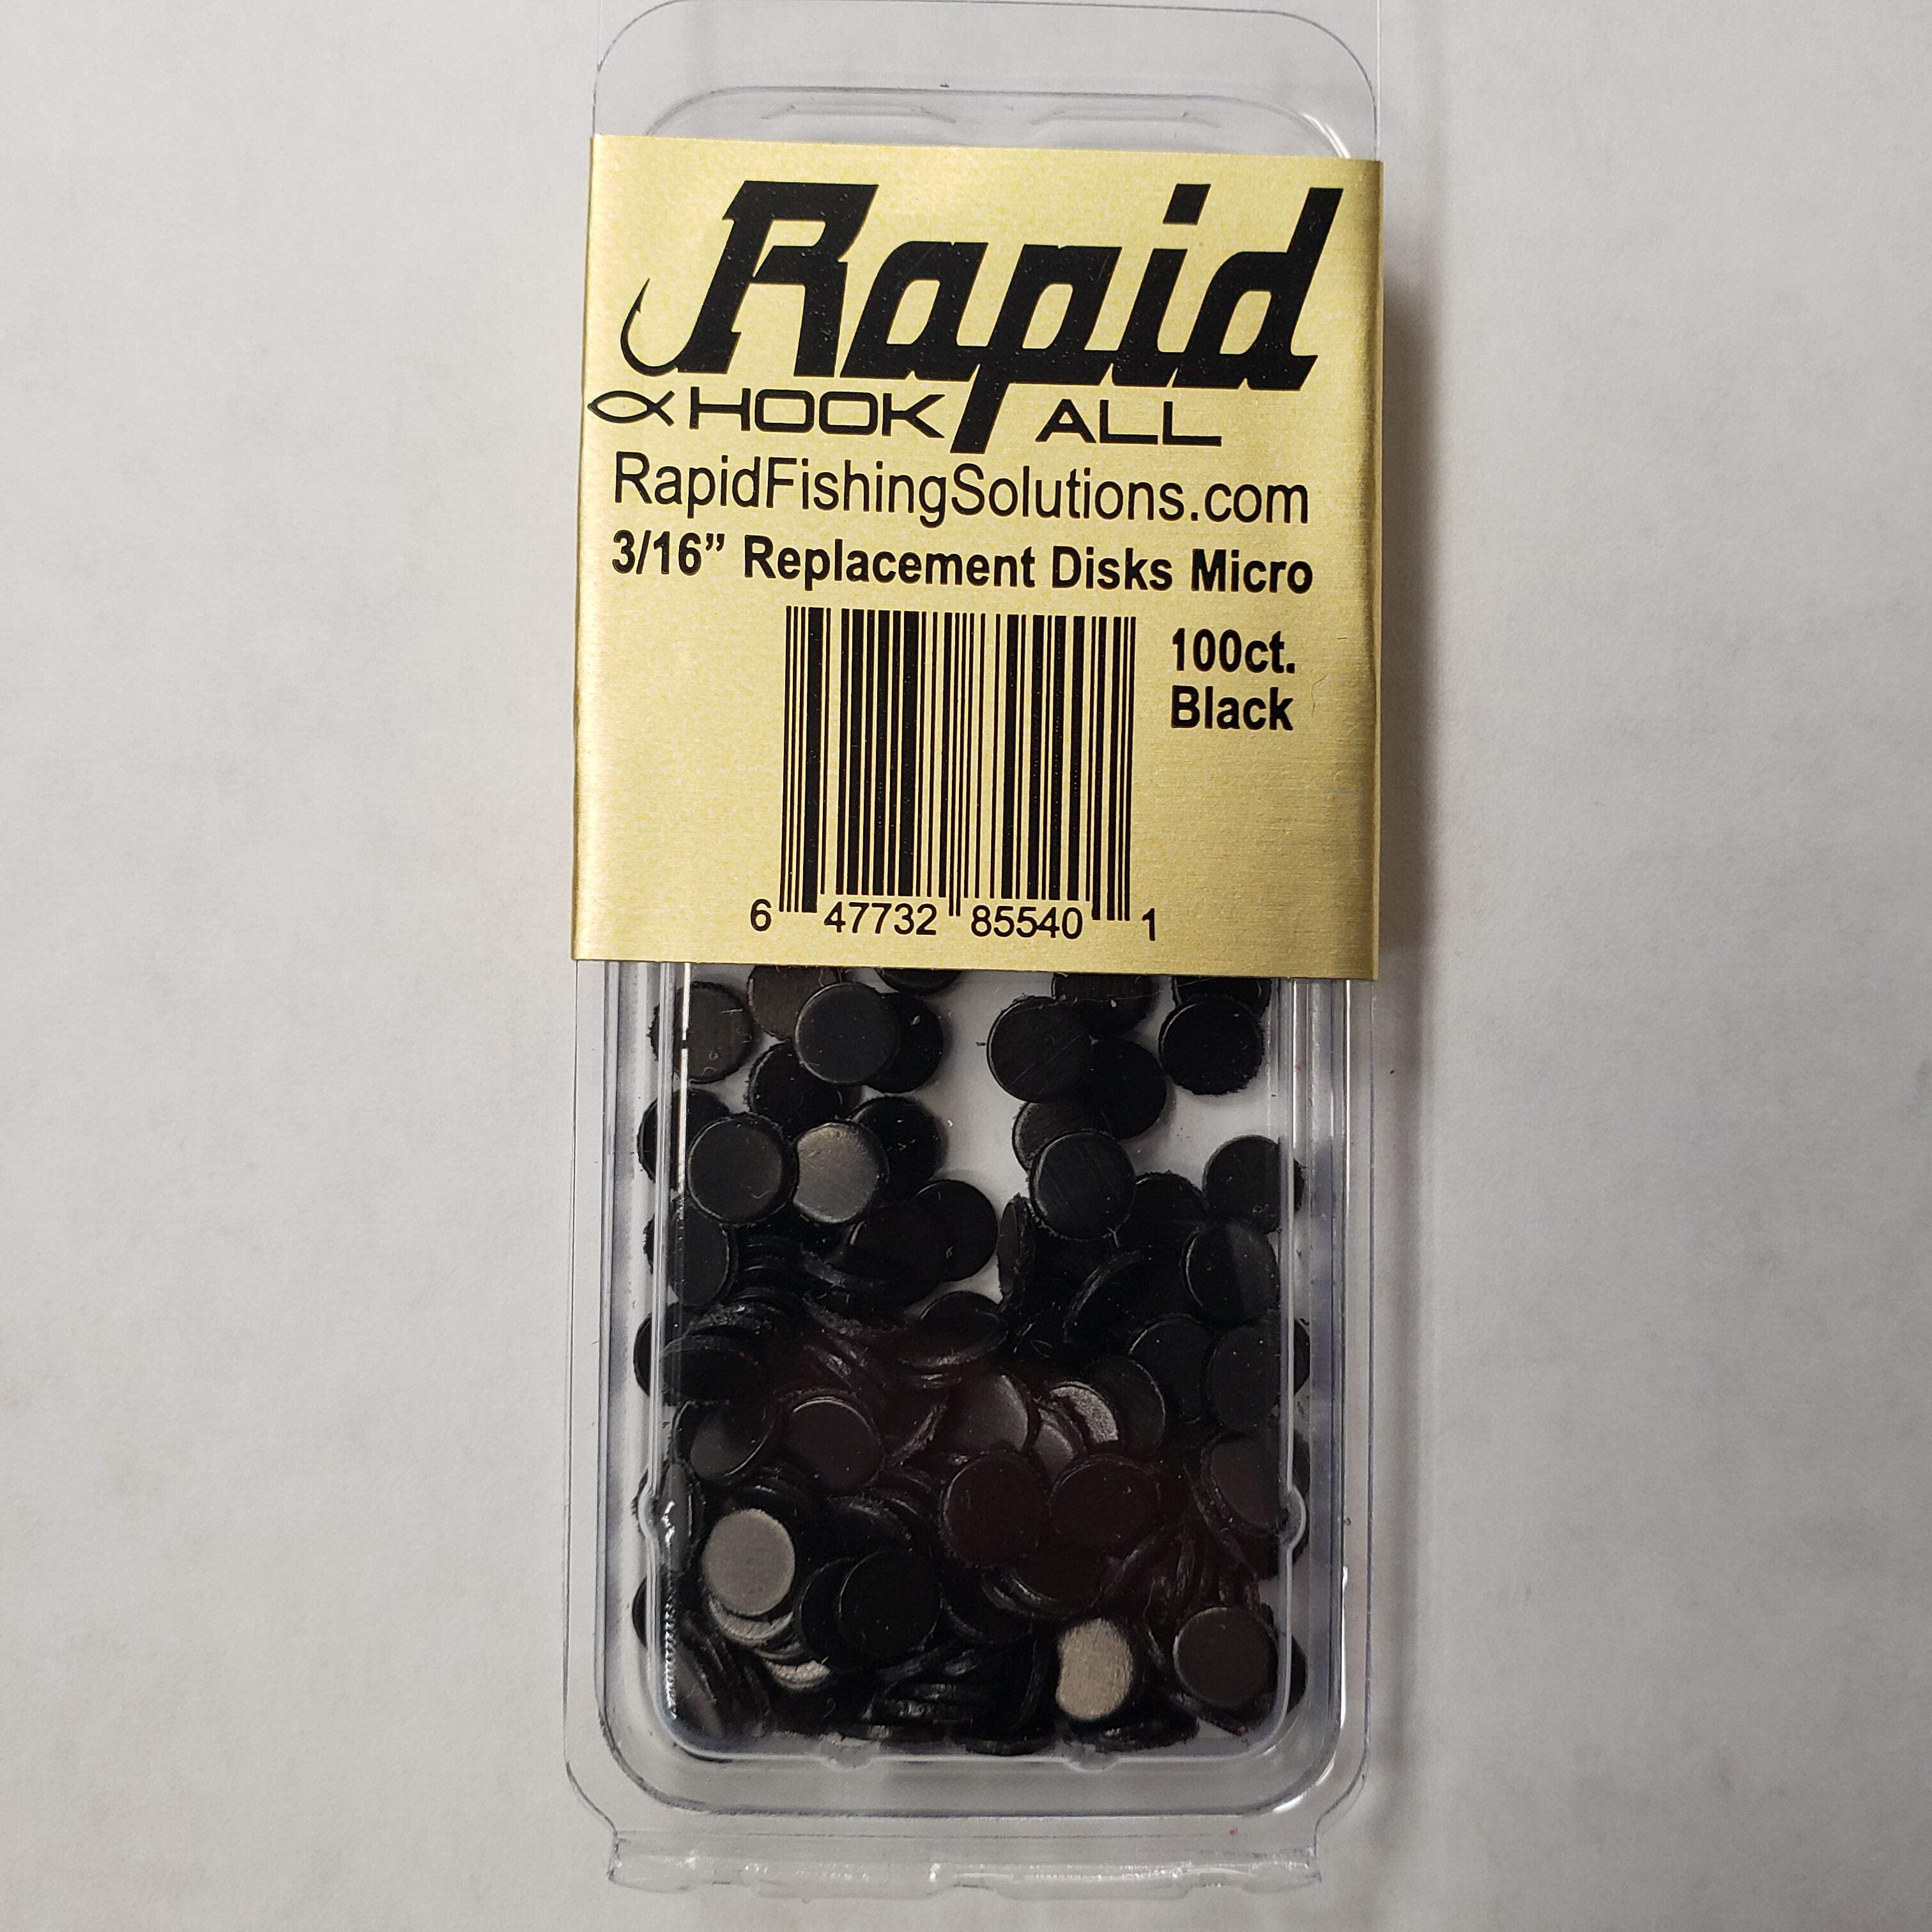 Rapid
HOOK ALL
RapidFishingSolutions.com
3/16” Replacement Disks Micro
100ct.
Black
6 47732 85540 1